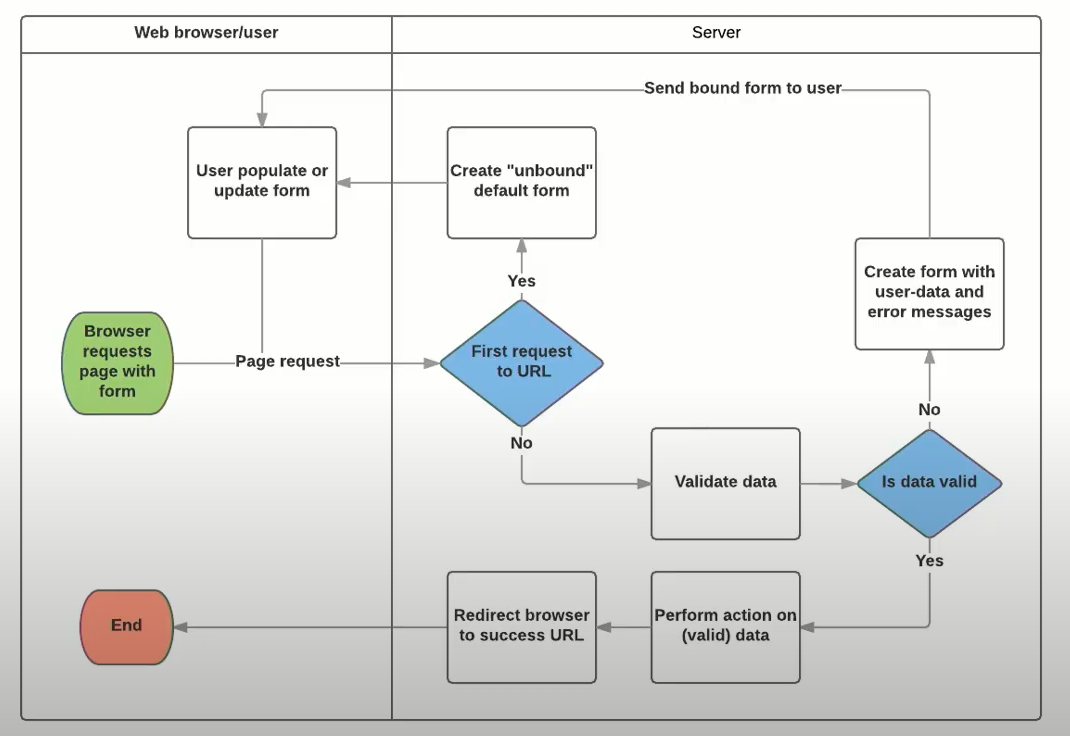 Web browser/user
Server
Send bound form to user
User populate or
update form
Create "unbound"
default form
Yes
Create form with
user-data and
error messages
Browser
requests
page with
form
Page request
First request
to URL
No
No
Validate data
Is data valid
Yes
End
Redirect browser
to success URL
Perform action on
(valid) data